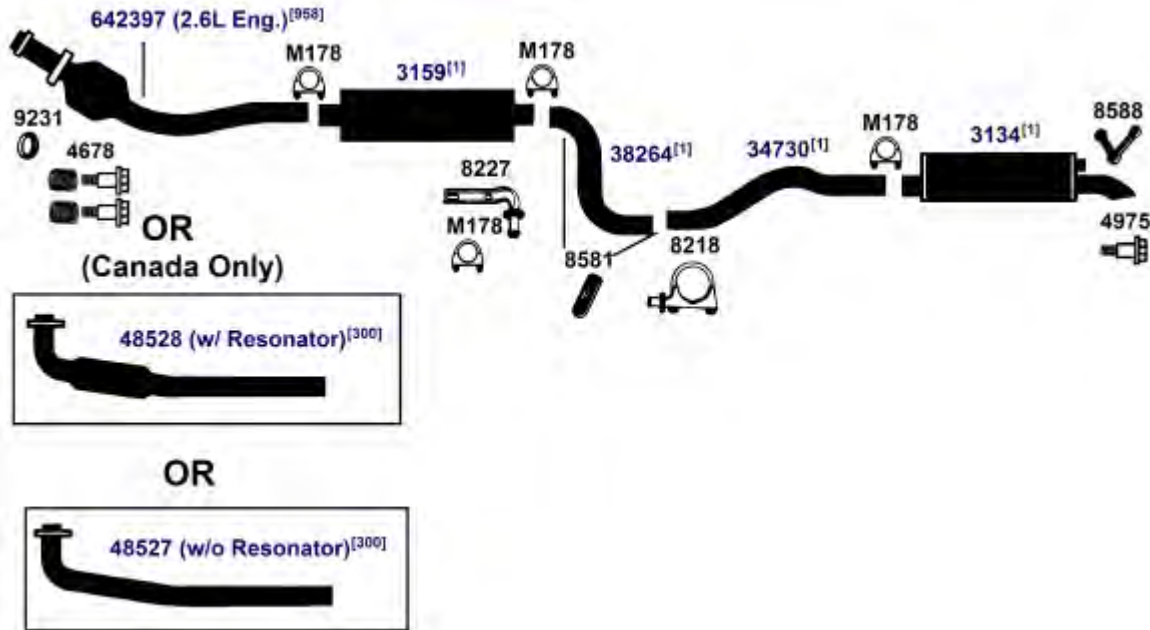 642397 (2.6L Eng.)[958]
M178
3159[1]
M178
9231
4678
8227
M178
38264[1]
34730[1]
M178
3134[1]
8588
4975
8581
8218
OR
(Canada Only)
48528 (w/ Resonator)[300]
OR
48527 (w/o Resonator)[300]